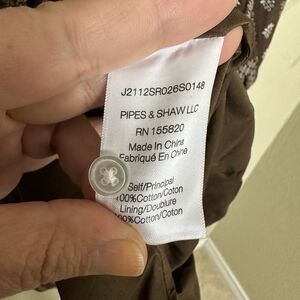 J2112SR026S0148
PIPES & SHAW LLC
RN 155820
Made In China
Fabriqué En Chine
Self/Principal
100%Cotton/Coton
Lining/Doublure
100%Cotton/Coton